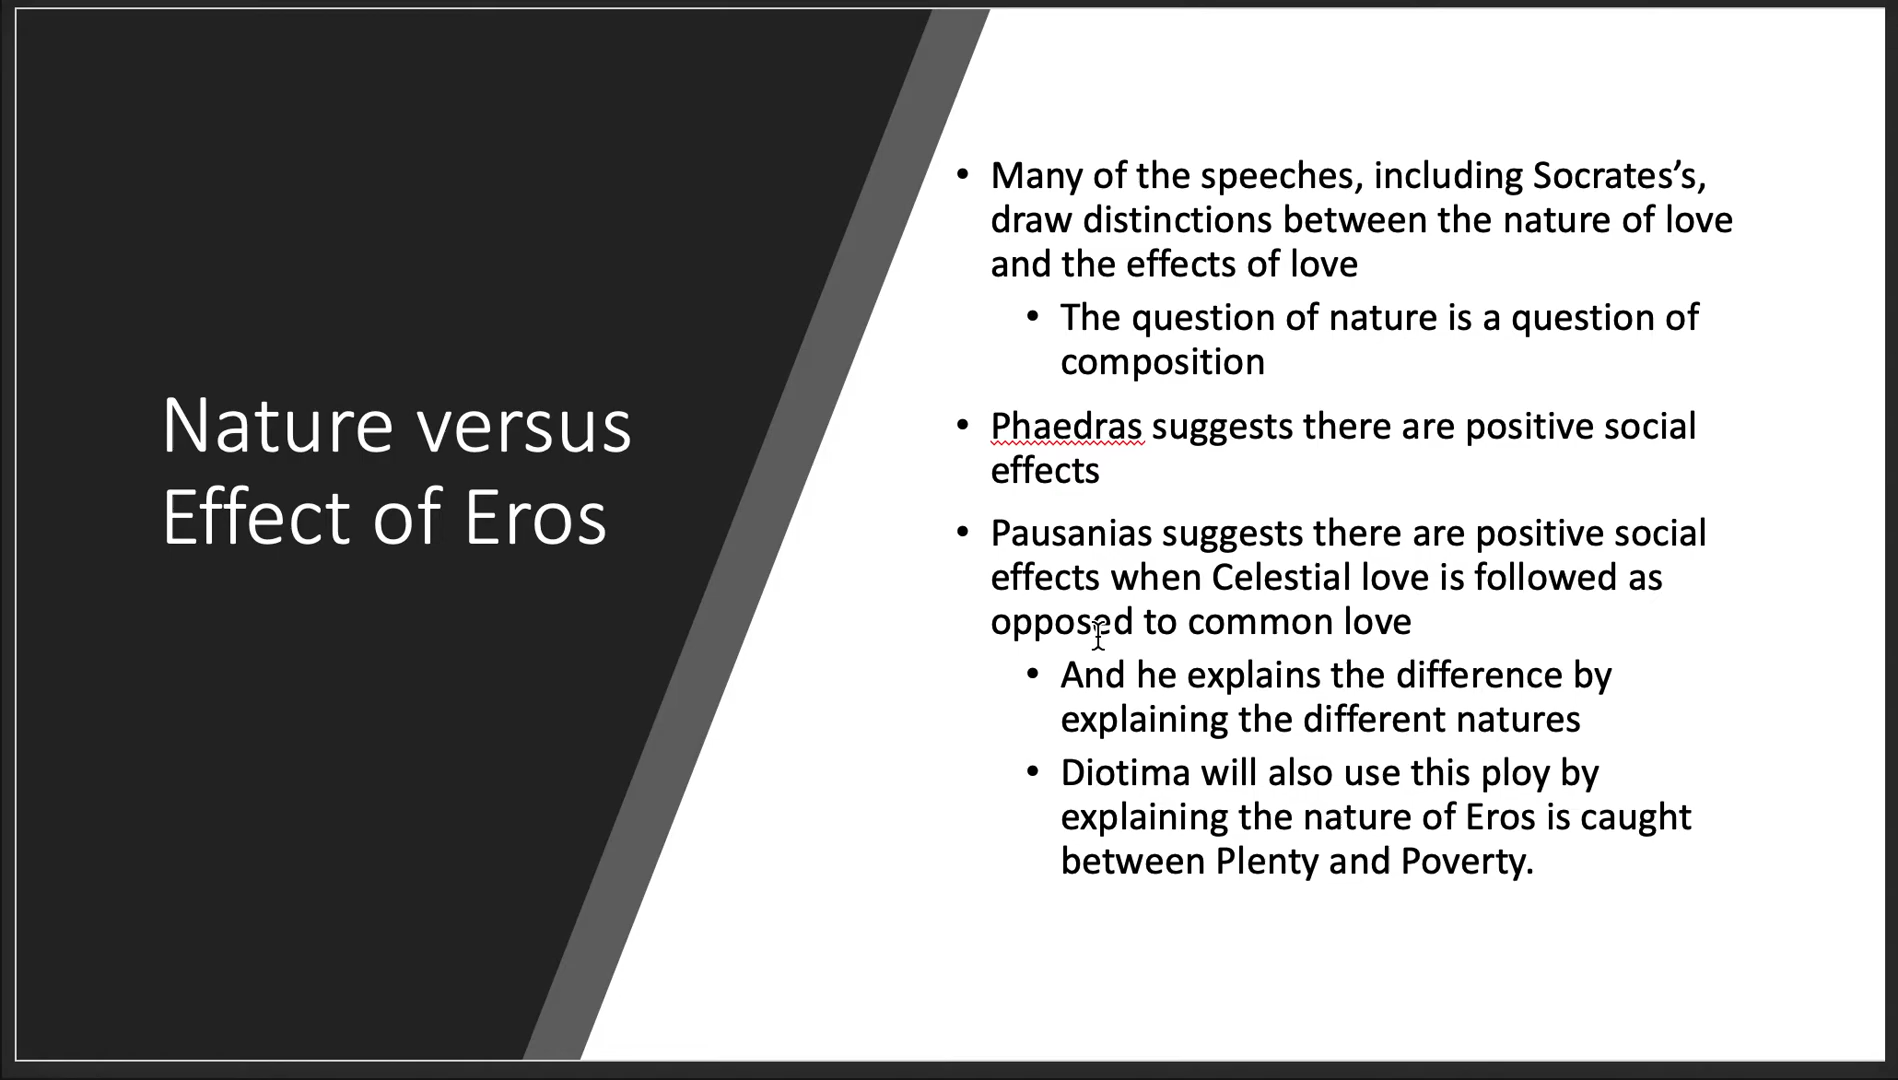 Nature versus
Effect of Eros
• Many of the speeches, including Socrates’s,
draw distinctions between the nature of love
and the effects of love
• The question of nature is a question of
composition
• Phaedras suggests there are positive social
effects
• Pausanias suggests there are positive social
effects when Celestial love is followed as
opposed to common love
• And he explains the difference by
explaining the different natures
• Diotima will also use this ploy by
explaining the nature of Eros is caught
between Plenty and Poverty.